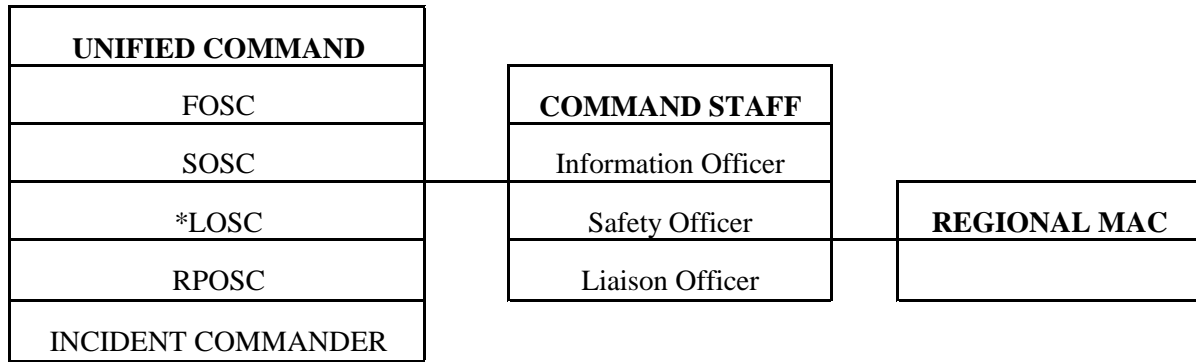 UNIFIED COMMAND
FOSC
SOSC
*LOSC
RPOSC
INCIDENT COMMANDER
COMMAND STAFF
Information Officer
Safety Officer
Liaison Officer
REGIONAL MAC